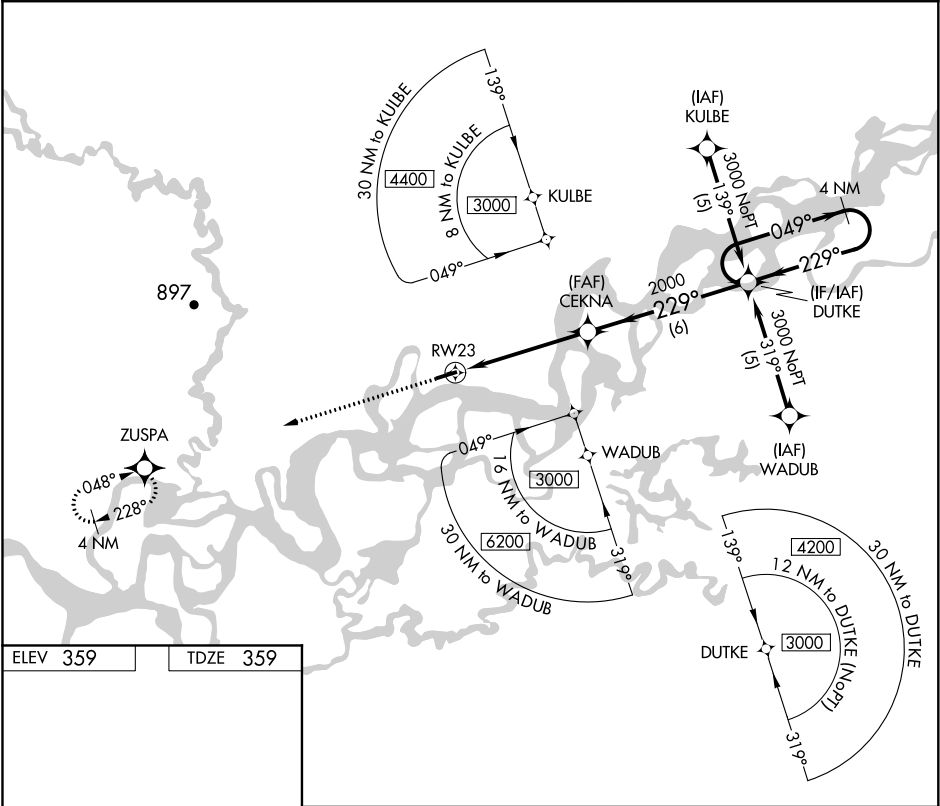 30 NM to KULBE
4400
8 NM to KULBE
3000
139°
KULBE
049°
(IAF)
KULBE
3000 NoPT
139°
(5)
4 NM
049°
229°
(IF/IAF)
DUTKE
2000
229°
(6)
(FAF)
CEKNA
RW23
897
3000 NoPT
319°
(5)
(IAF)
WADUB
ZUSPA
048°
228°
4 NM
049°
WADUB
3000
16 NM to WADUB
6200
30 NM to WADUB
319°
139°
4200
30 NM to DUTKE
12 NM to DUTKE (NoPT)
3000
DUTKE
319°
ELEV 359
TDZE 359